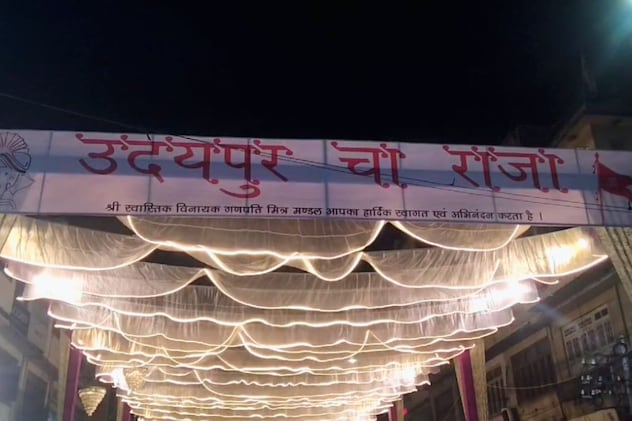 उदयपुर चा राजा
श्री स्वास्तिक विनायक गणपति मित्र मण्डल आपका हार्दिक स्वागत एवं अभिनंदन करता है ।